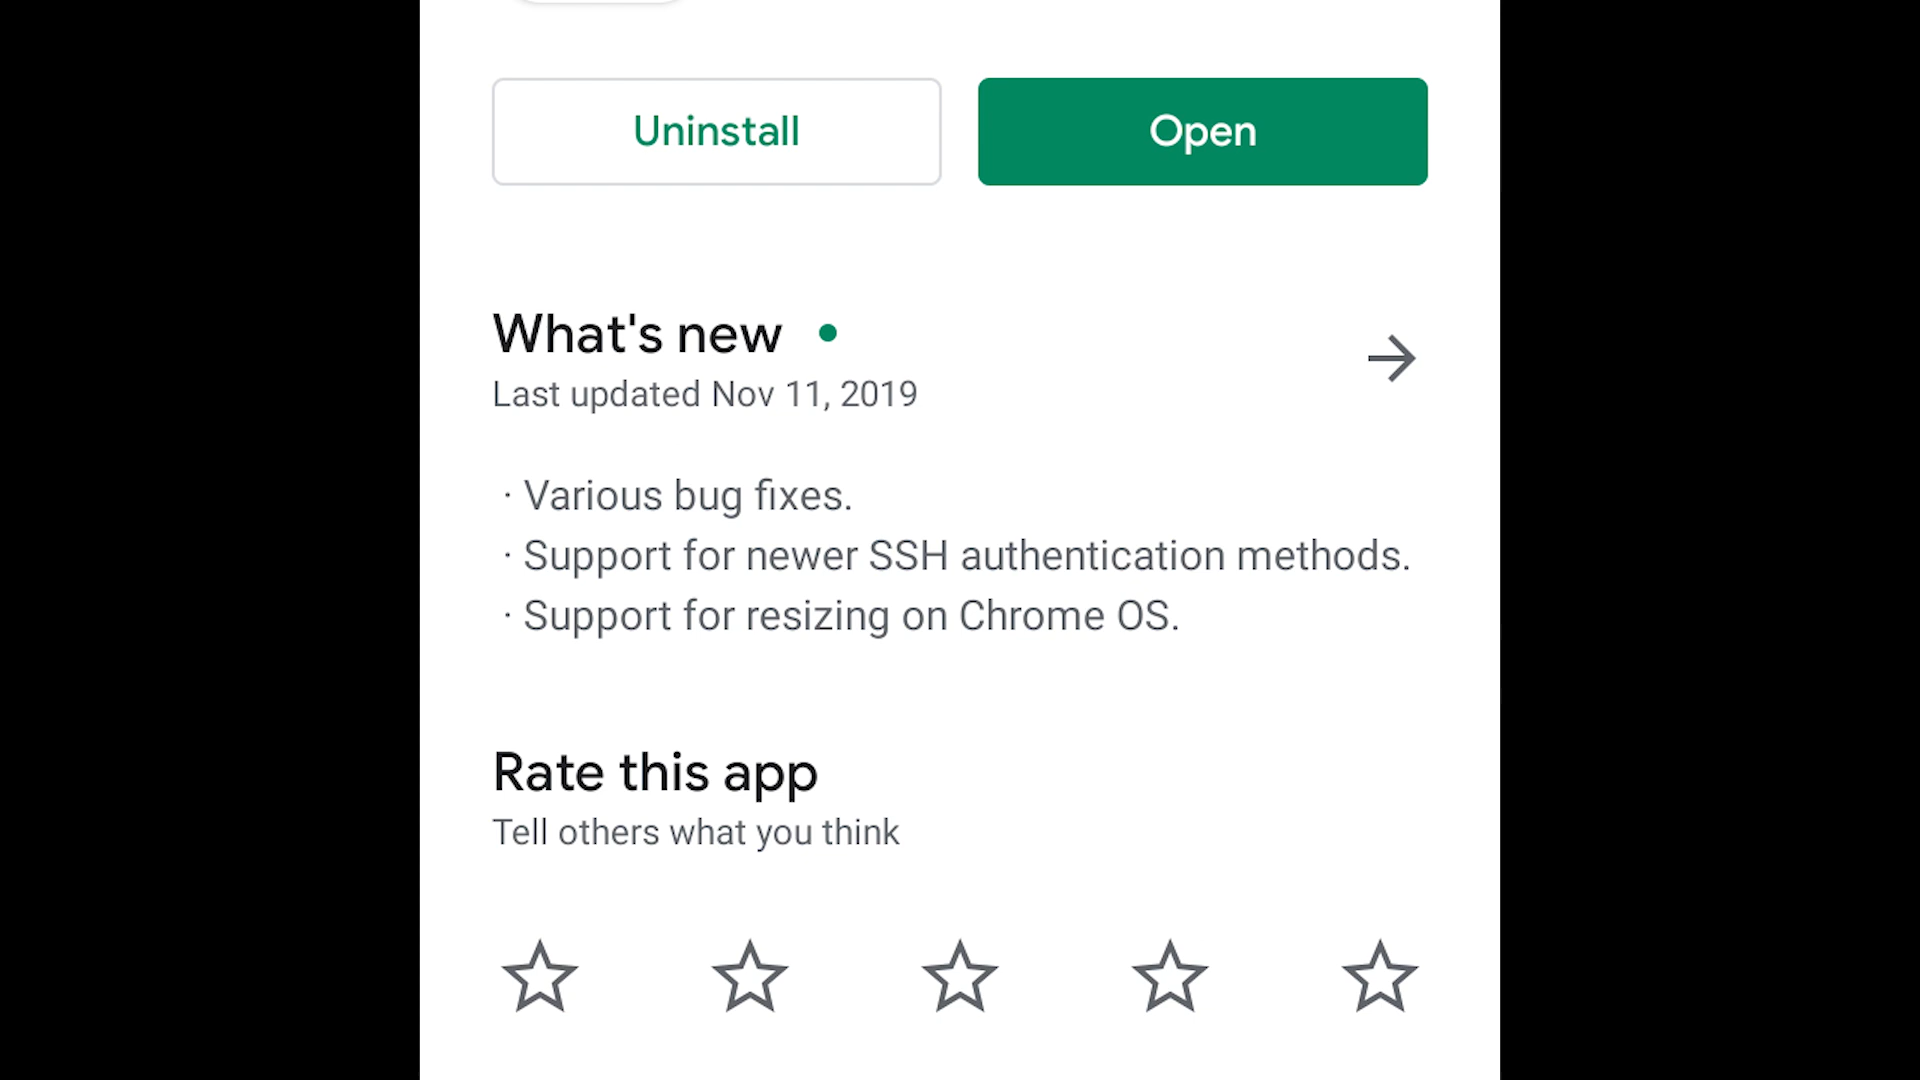 Uninstall
Open
What's new
Last updated Nov 11, 2019
· Various bug fixes.
· Support for newer SSH authentication methods.
· Support for resizing on Chrome OS.
Rate this app
Tell others what you think